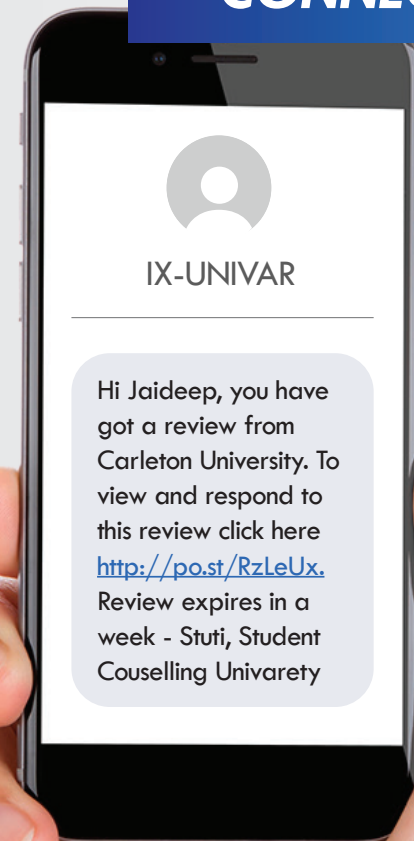 IX-UNIVAR
Hi Jaideep, you have
got a review from
Carleton University. To
view and respond to
this review click here
http://po.st/RzLeUx.
Review expires in a
week - Stuti, Student
Couselling Univarety